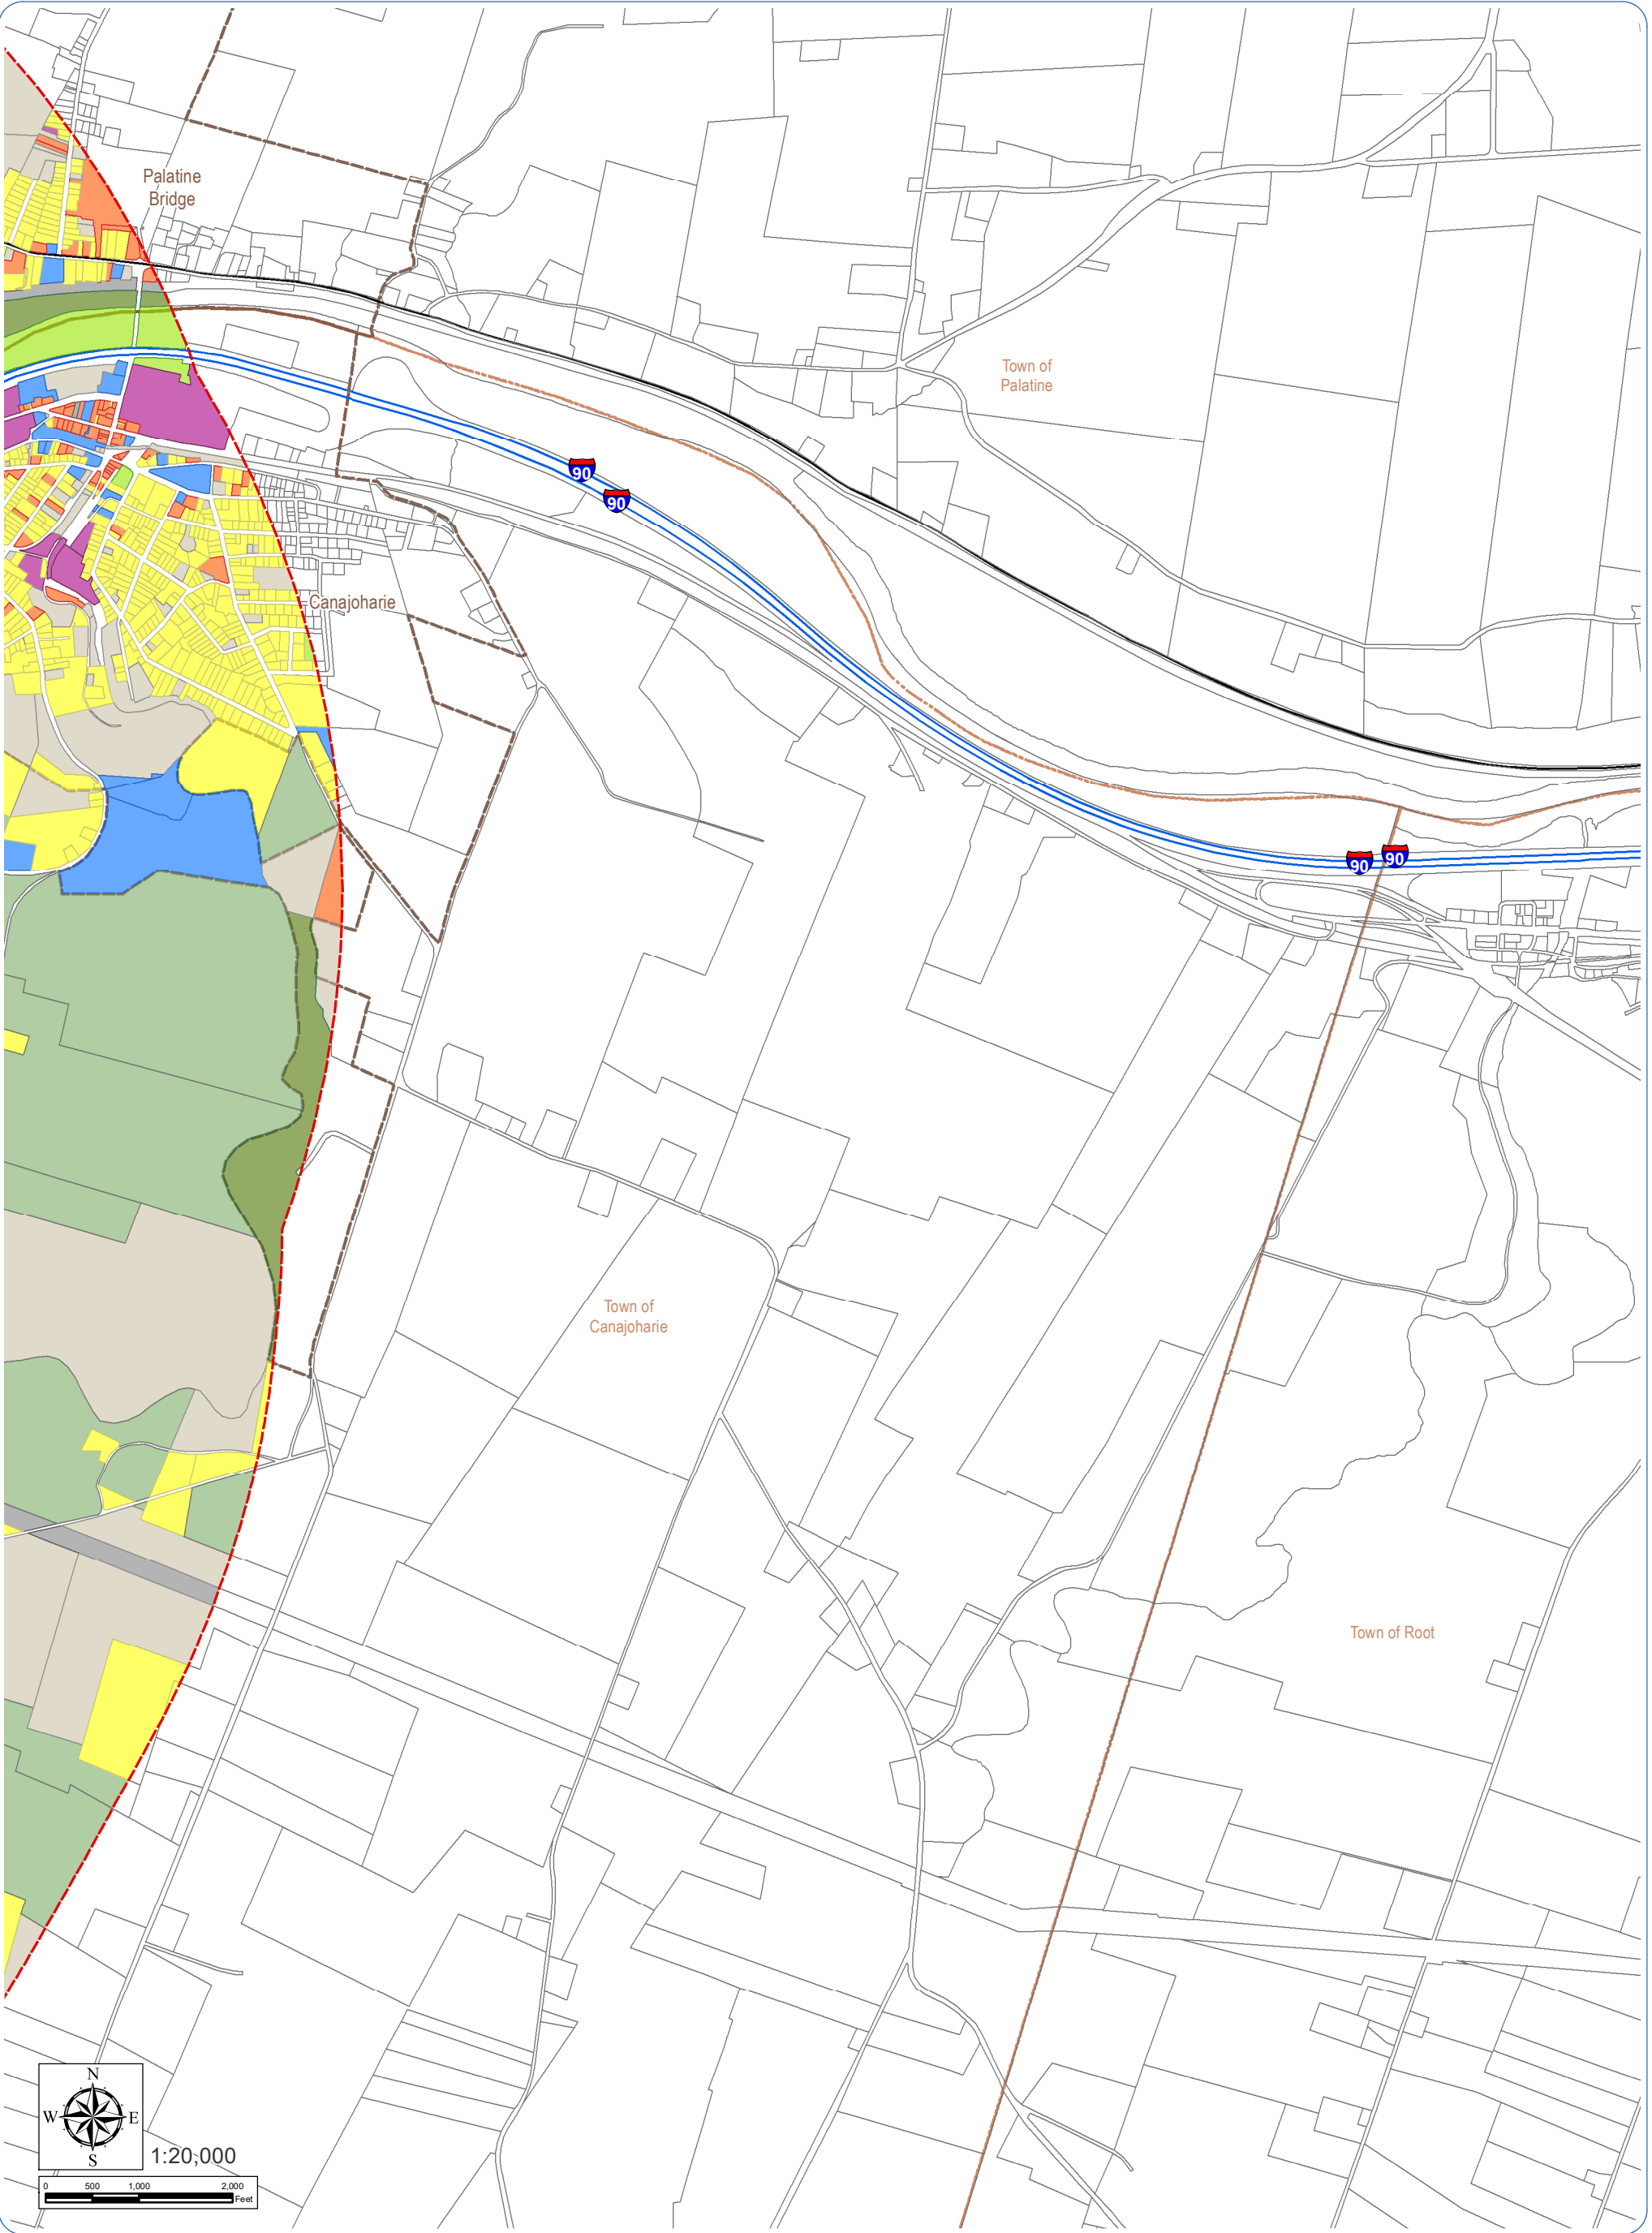 Palatine
Bridge
Town of
Palatine
90
90
Canajoharie
90
90
Town of
Canajoharie
Town of Root
N
W
E
S
1:20,000
0
500
1,000
2,000
Feet